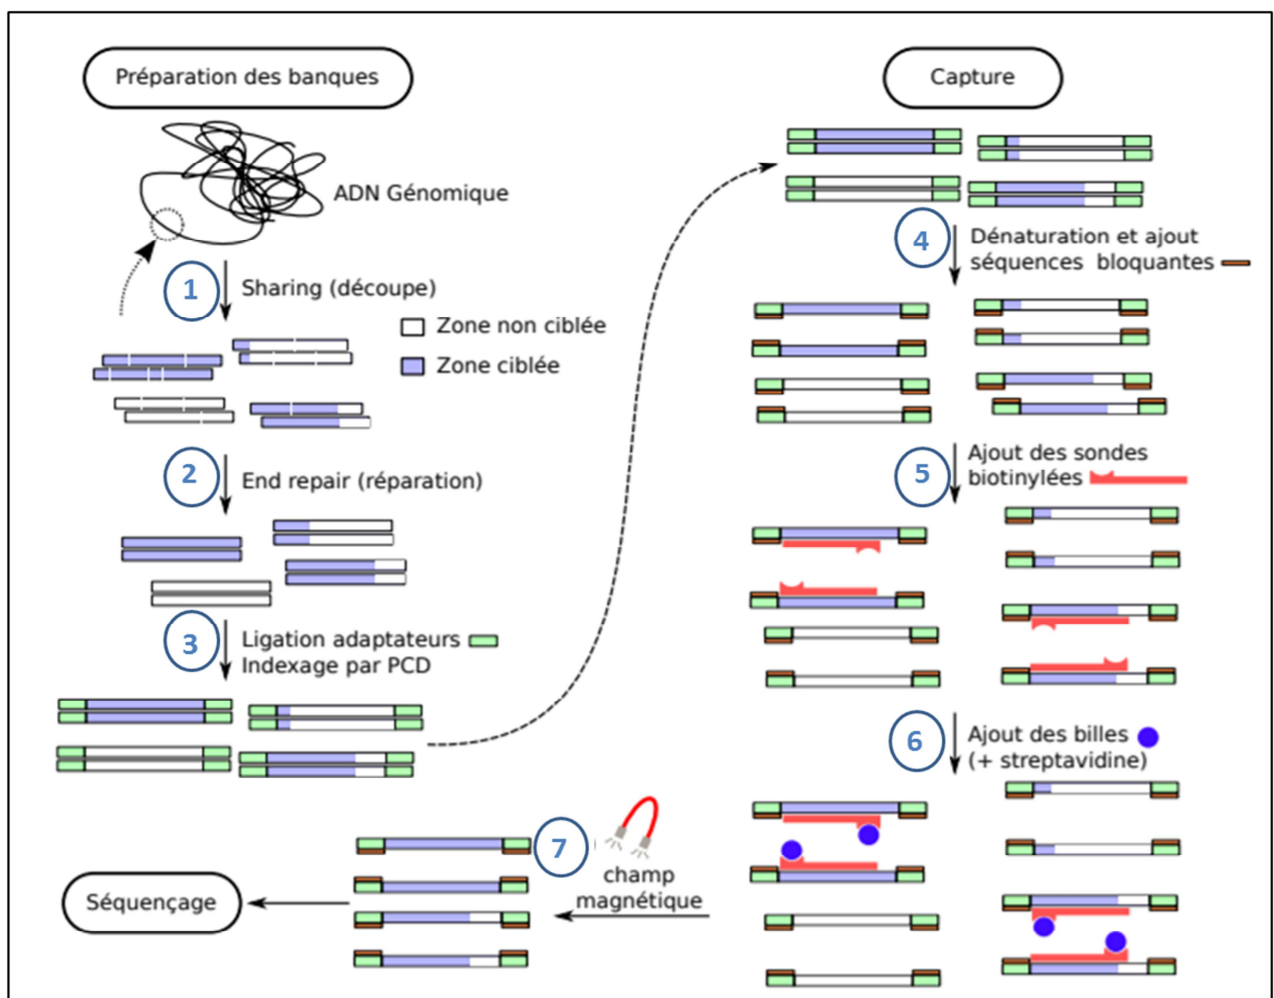 Préparation des banques
ADN Génomique
1
Sharing (découpe)
Zone non ciblée
Zone ciblée
2
End repair (réparation)
3
Ligation adaptateurs
Indexage par PCD
Capture
4
Dénaturation et ajout
séquences bloquantes
5
Ajout des sondes
biotinylées
6
Ajout des billes
(+ streptavidine)
7
champ
magnétique
Séquençage